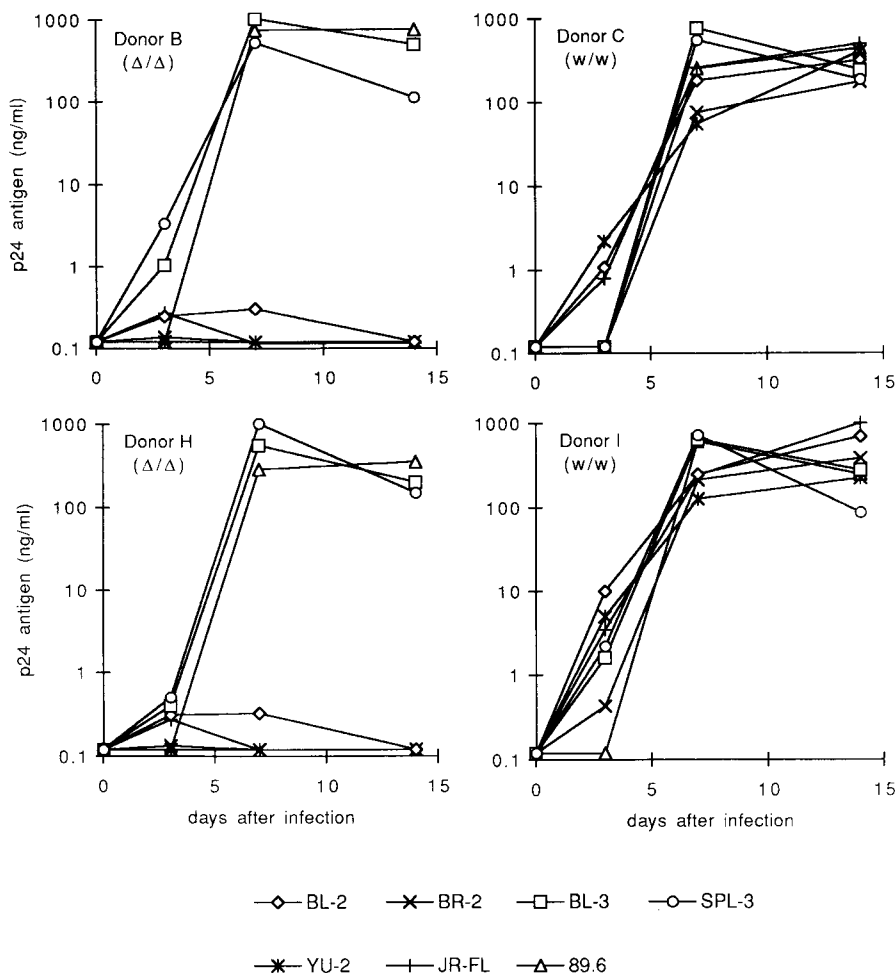 Donor B
(Δ/Δ)
p24 antigen (ng/ml)
1000
100
10
1
0.1
0 5 10 15
Donor C
(w/w)
1000
100
10
1
0.1
0 5 10 15
Donor H
(Δ/Δ)
p24 antigen (ng/ml)
1000
100
10
1
0.1
0 5 10 15
days after infection
Donor I
(w/w)
1000
100
10
1
0.1
0 5 10 15
days after infection
BL-2 BR-2 BL-3 SPL-3
YU-2 JR-FL 89.6